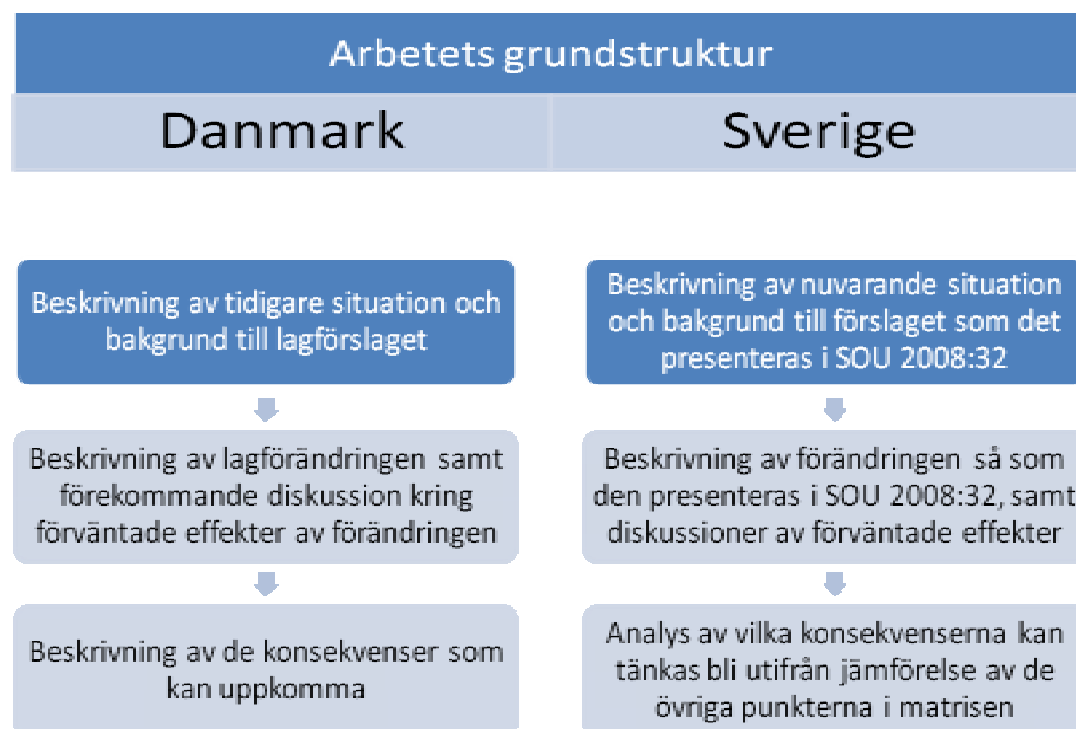 Arbetets grundstruktur
Danmark
Sverige
Beskrivning av tidigare situation och
bakgrund till lagförslaget
Beskrivning av lagförändringen samt
förekommande diskussion kring
förväntade effekter av förändringen
Beskrivning av de konsekvenser som
kan uppkomma
Beskrivning av nuvarande situation
och bakgrund till förslaget som det
presenteras i SOU 2008:32
Beskrivning av förändringen så som
den presenteras i SOU 2008:32, samt
diskussioner av förväntade effekter
Analys av vilka konsekvenserna kan
tänkas bli utifrån jämförelse av de
övriga punkterna i matrisen